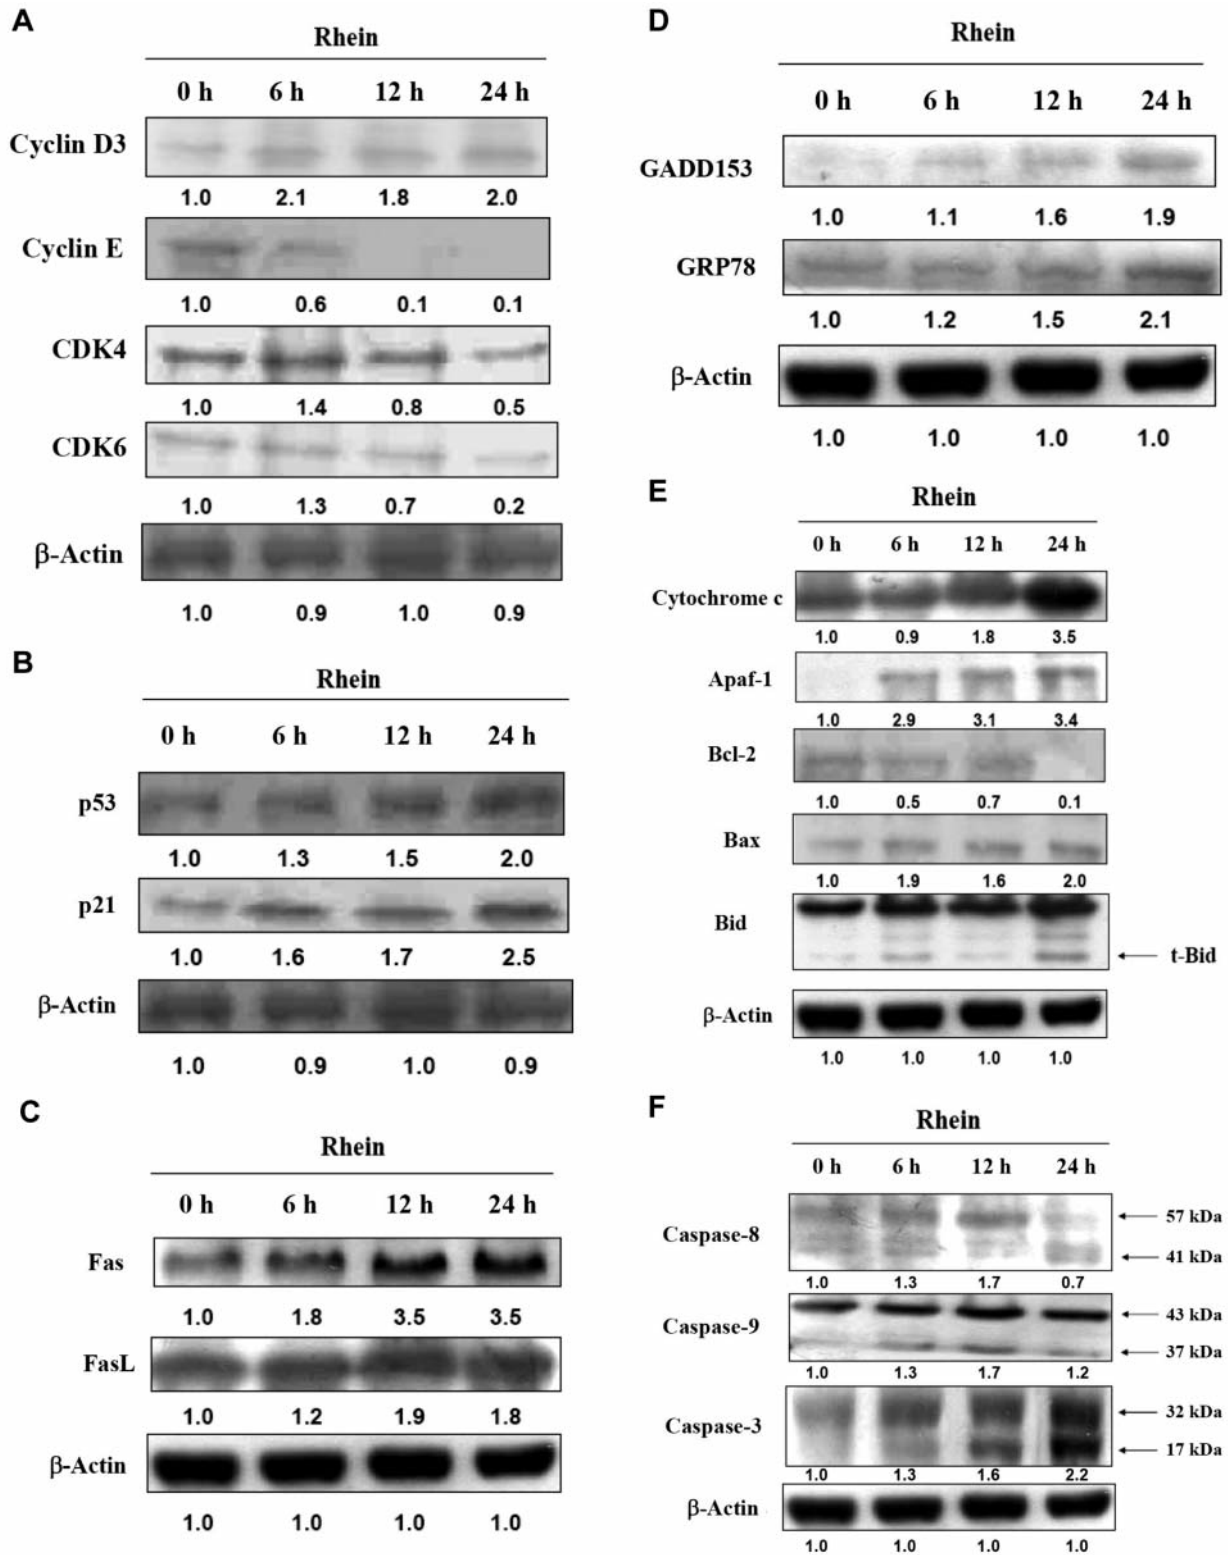 A
Rhein
0 h 6 h 12 h 24 h
Cyclin D3
1.0 2.1 1.8 2.0
Cyclin E
1.0 0.6 0.1 0.1
CDK4
1.0 1.4 0.8 0.5
CDK6
1.0 1.3 0.7 0.2
β-Actin
1.0 0.9 1.0 0.9
B
Rhein
0 h 6 h 12 h 24 h
p53
1.0 1.3 1.5 2.0
p21
1.0 1.6 1.7 2.5
β-Actin
1.0 0.9 1.0 0.9
C
Rhein
0 h 6 h 12 h 24 h
Fas
1.0 1.8 3.5 3.5
FasL
1.0 1.2 1.9 1.8
β-Actin
1.0 1.0 1.0 1.0
D
Rhein
0 h 6 h 12 h 24 h
GADD153
1.0 1.1 1.6 1.9
GRP78
1.0 1.2 1.5 2.1
β-Actin
1.0 1.0 1.0 1.0
E
Rhein
0 h 6 h 12 h 24 h
Cytochrome c
1.0 0.9 1.8 3.5
Apaf-1
1.0 2.9 3.1 3.4
Bcl-2
1.0 0.5 0.7 0.1
Bax
1.0 1.9 1.6 2.0
Bid
t-Bid
β-Actin
1.0 1.0 1.0 1.0
F
Rhein
0 h 6 h 12 h 24 h
Caspase-8
57 kDa
41 kDa
1.0 1.3 1.7 0.7
Caspase-9
43 kDa
37 kDa
1.0 1.3 1.7 1.2
Caspase-3
32 kDa
17 kDa
1.0 1.3 1.6 2.2
β-Actin
1.0 1.0 1.0 1.0